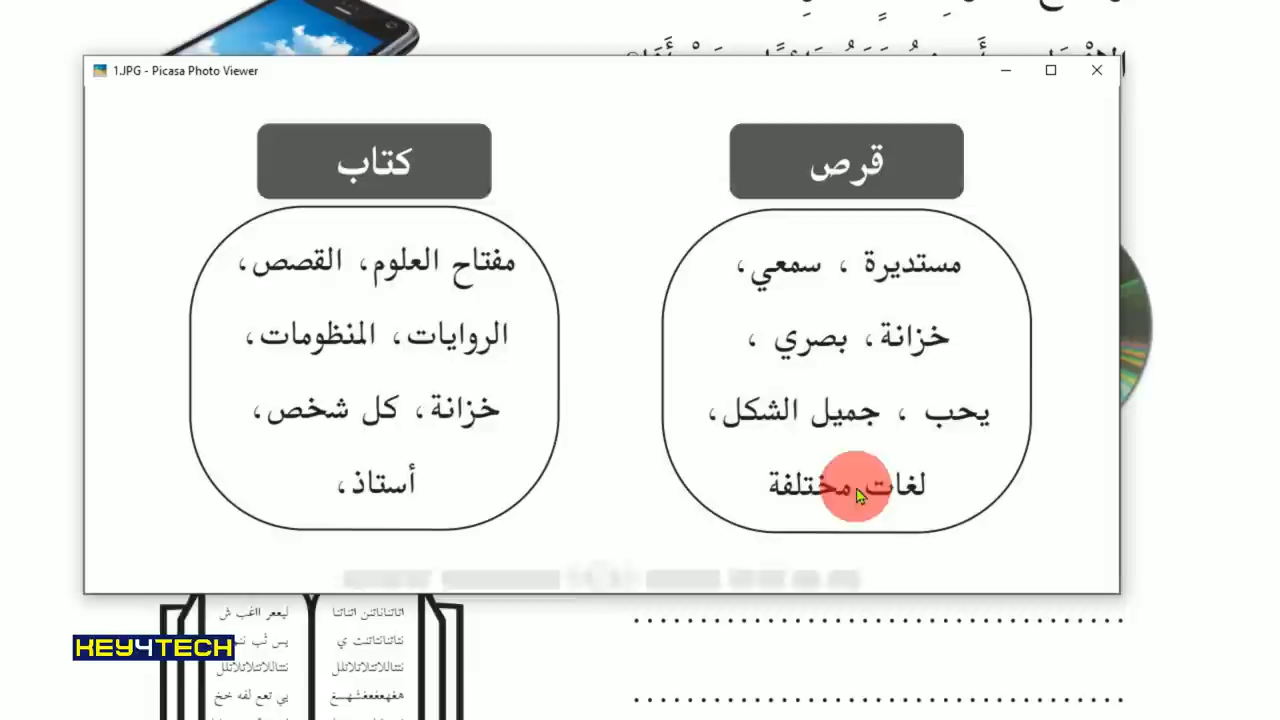 1.JPG - Picasa Photo Viewer
قرص
مستديرة ، سمعي،
خزانة، بصري ،
يحب ، جميل الشكل،
لغات مختلفة
كتاب
مفتاح العلوم، القصص،
الروايات، المنظومات،
خزانة، كل شخص،
أستاذ،
KEY4TECH